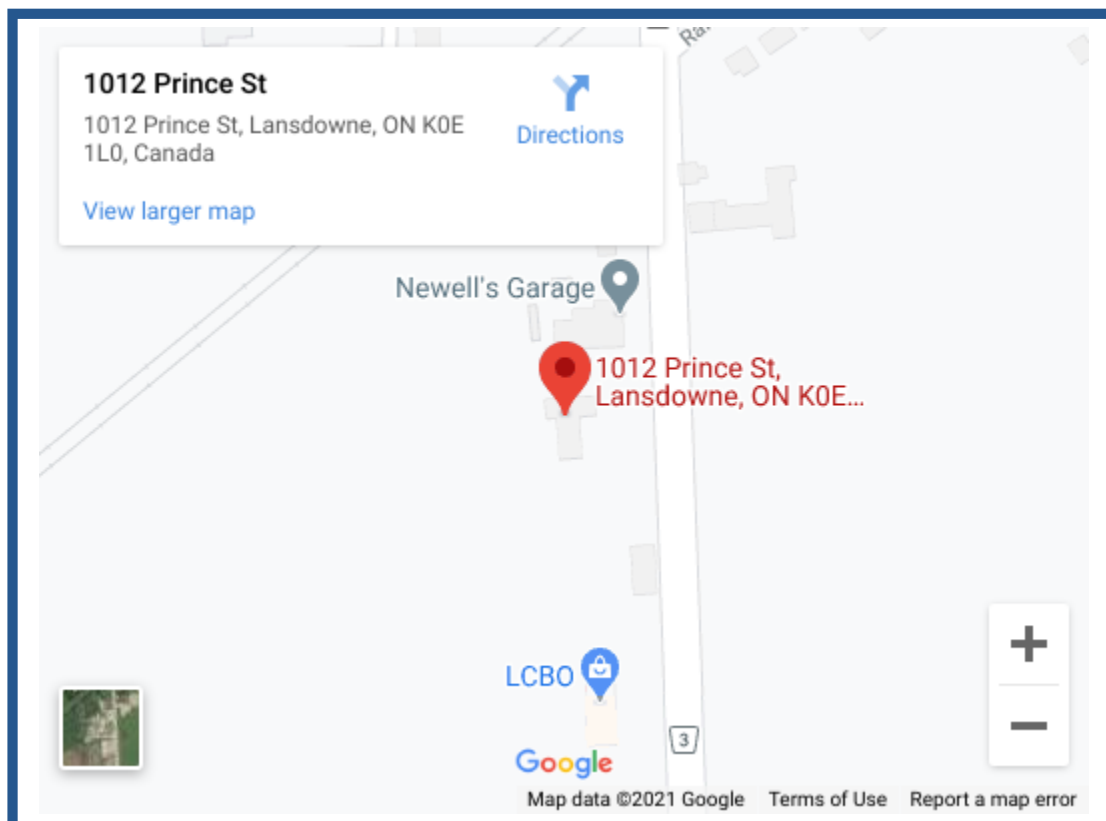 1012 Prince St
1012 Prince St, Lansdowne, ON K0E
1L0, Canada
Directions
View larger map
Newell's Garage
1012 Prince St,
Lansdowne, ON K0E...
LCBO
3
Google
Map data ©2021 Google Terms of Use Report a map error